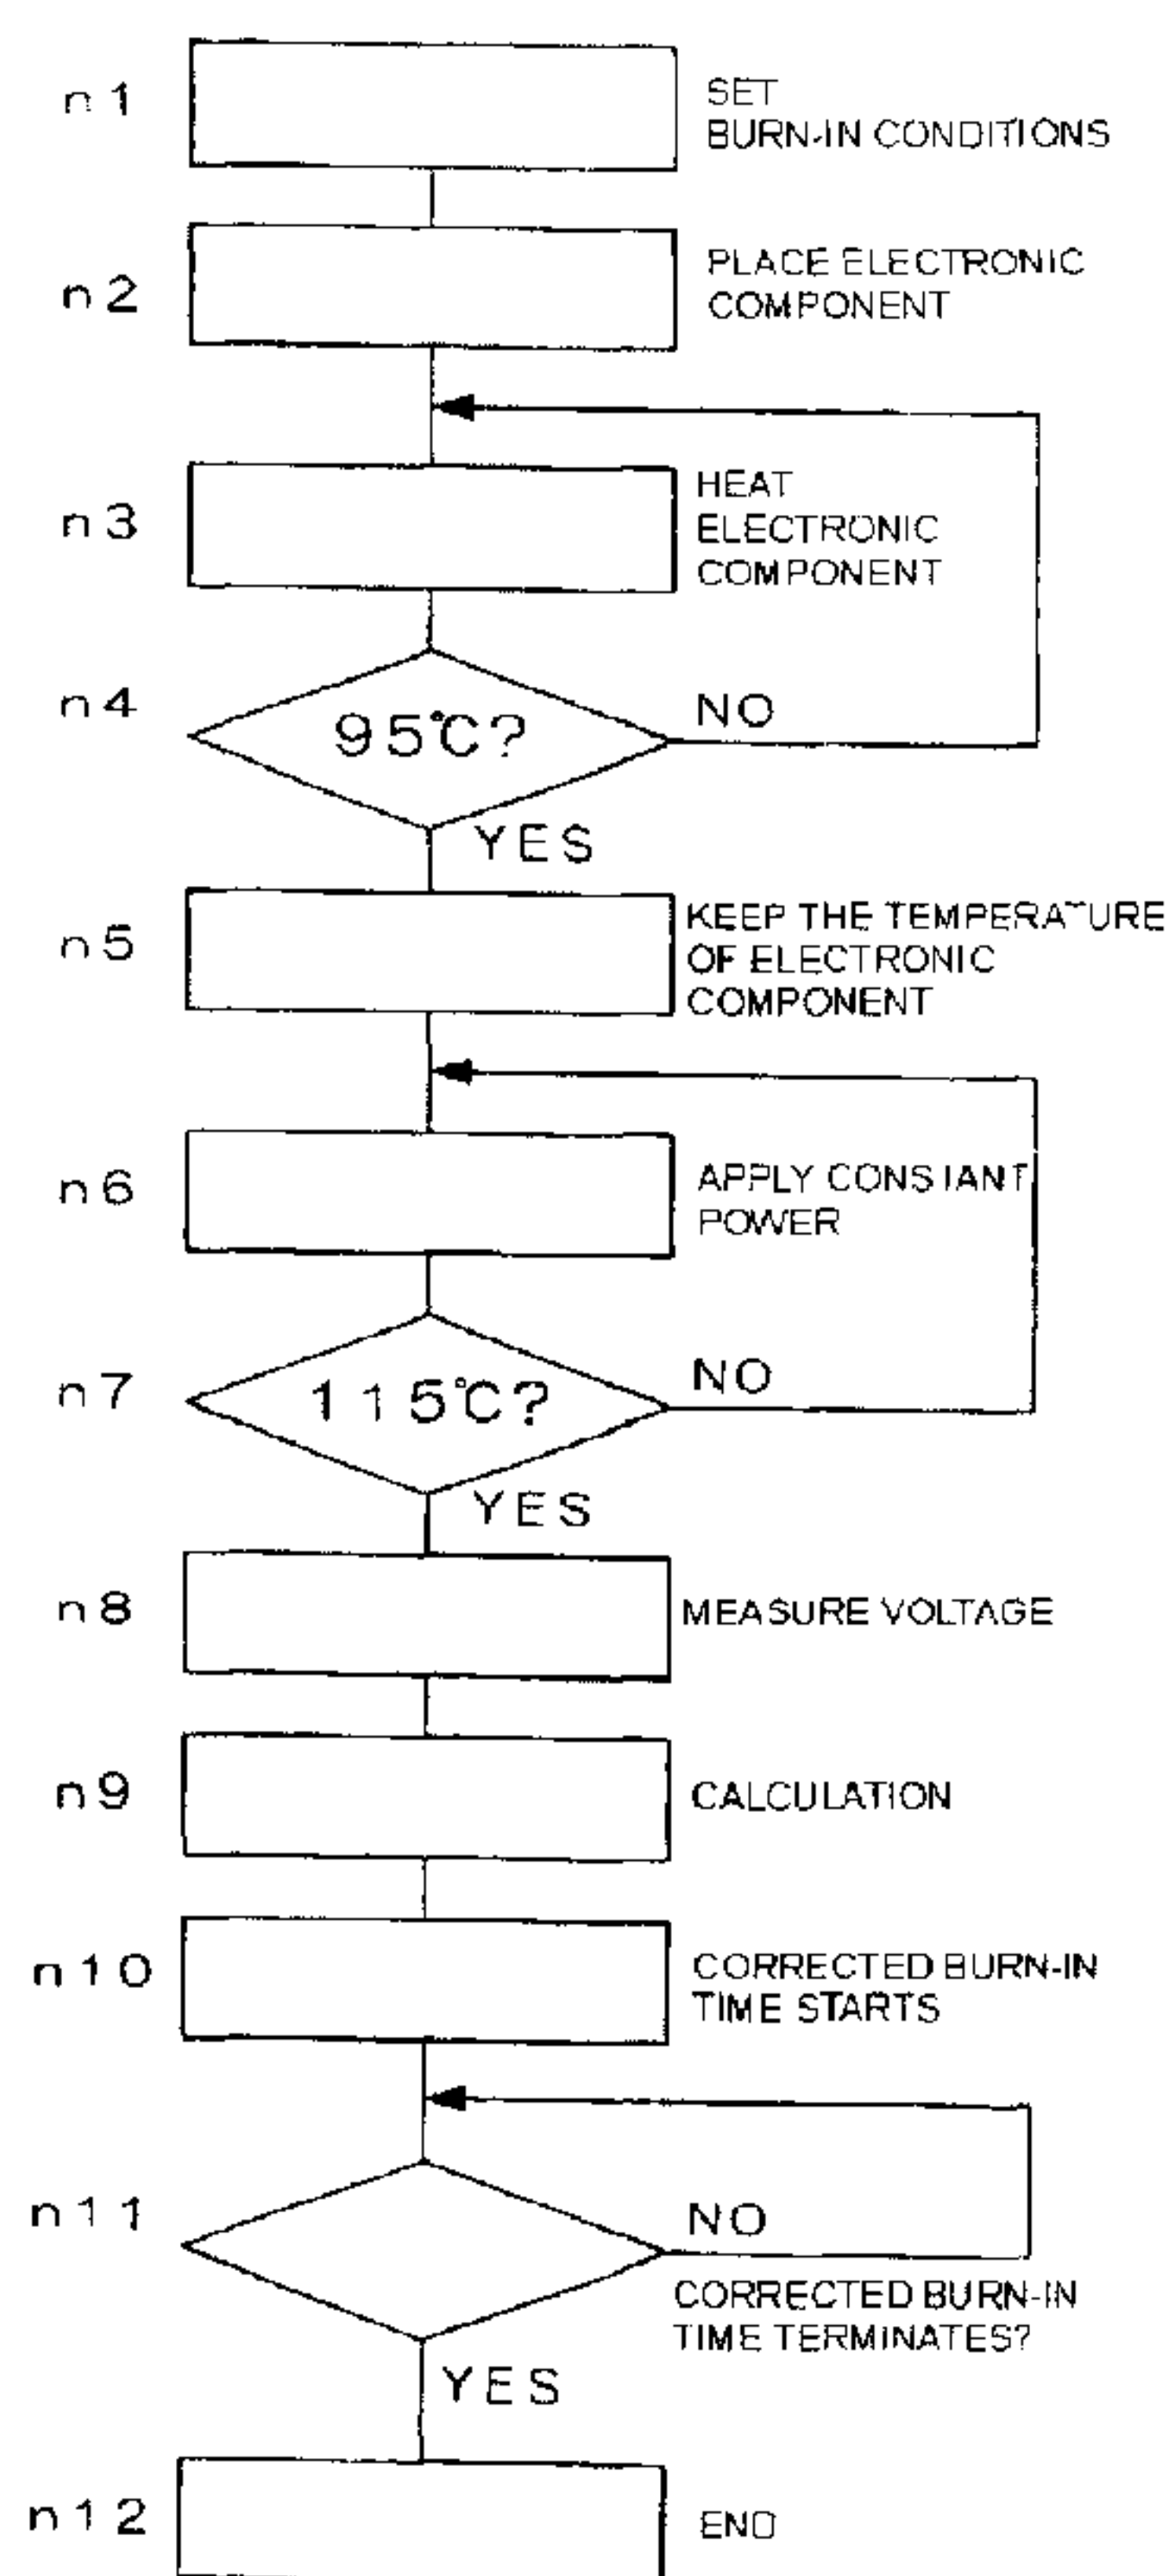 n1
SET
BURN-IN CONDITIONS
n2
PLACE ELECTRONIC
COMPONENT
n3
HEAT
ELECTRONIC
COMPONENT
n4
95℃?
NO
YES
n5
KEEP THE TEMPERATURE
OF ELECTRONIC
COMPONENT
n6
APPLY CONSTANT
POWER
n7
115℃?
NO
YES
n8
MEASURE VOLTAGE
n9
CALCULATION
n10
CORRECTED BURN-IN
TIME STARTS
n11
NO
CORRECTED BURN-IN
TIME TERMINATES?
YES
n12
END